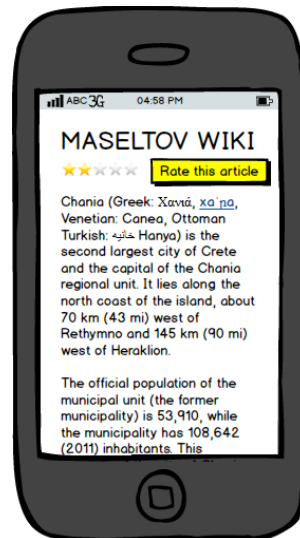 ABC 3G 04:58 PM
MASELTOV WIKI
Rate this article
Chania (Greek: Χανιά, xaˈɲa,
Venetian: Canea, Ottoman
Turkish: خانیه Hanya) is the
second largest city of Crete
and the capital of the Chania
regional unit. It lies along the
north coast of the island, about
70 km (43 mi) west of
Rethymno and 145 km (90 mi)
west of Heraklion.
The official population of the
municipal unit (the former
municipality) is 53,910, while
the municipality has 108,642
(2011) inhabitants. This